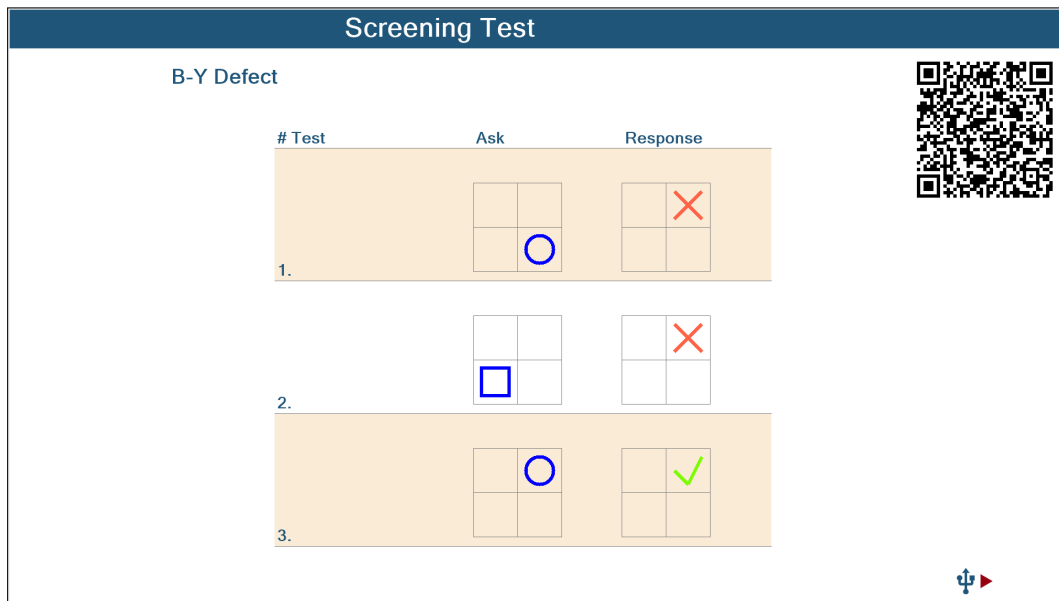 Screening Test
B-Y Defect
# Test Ask Response
1.
2.
3.